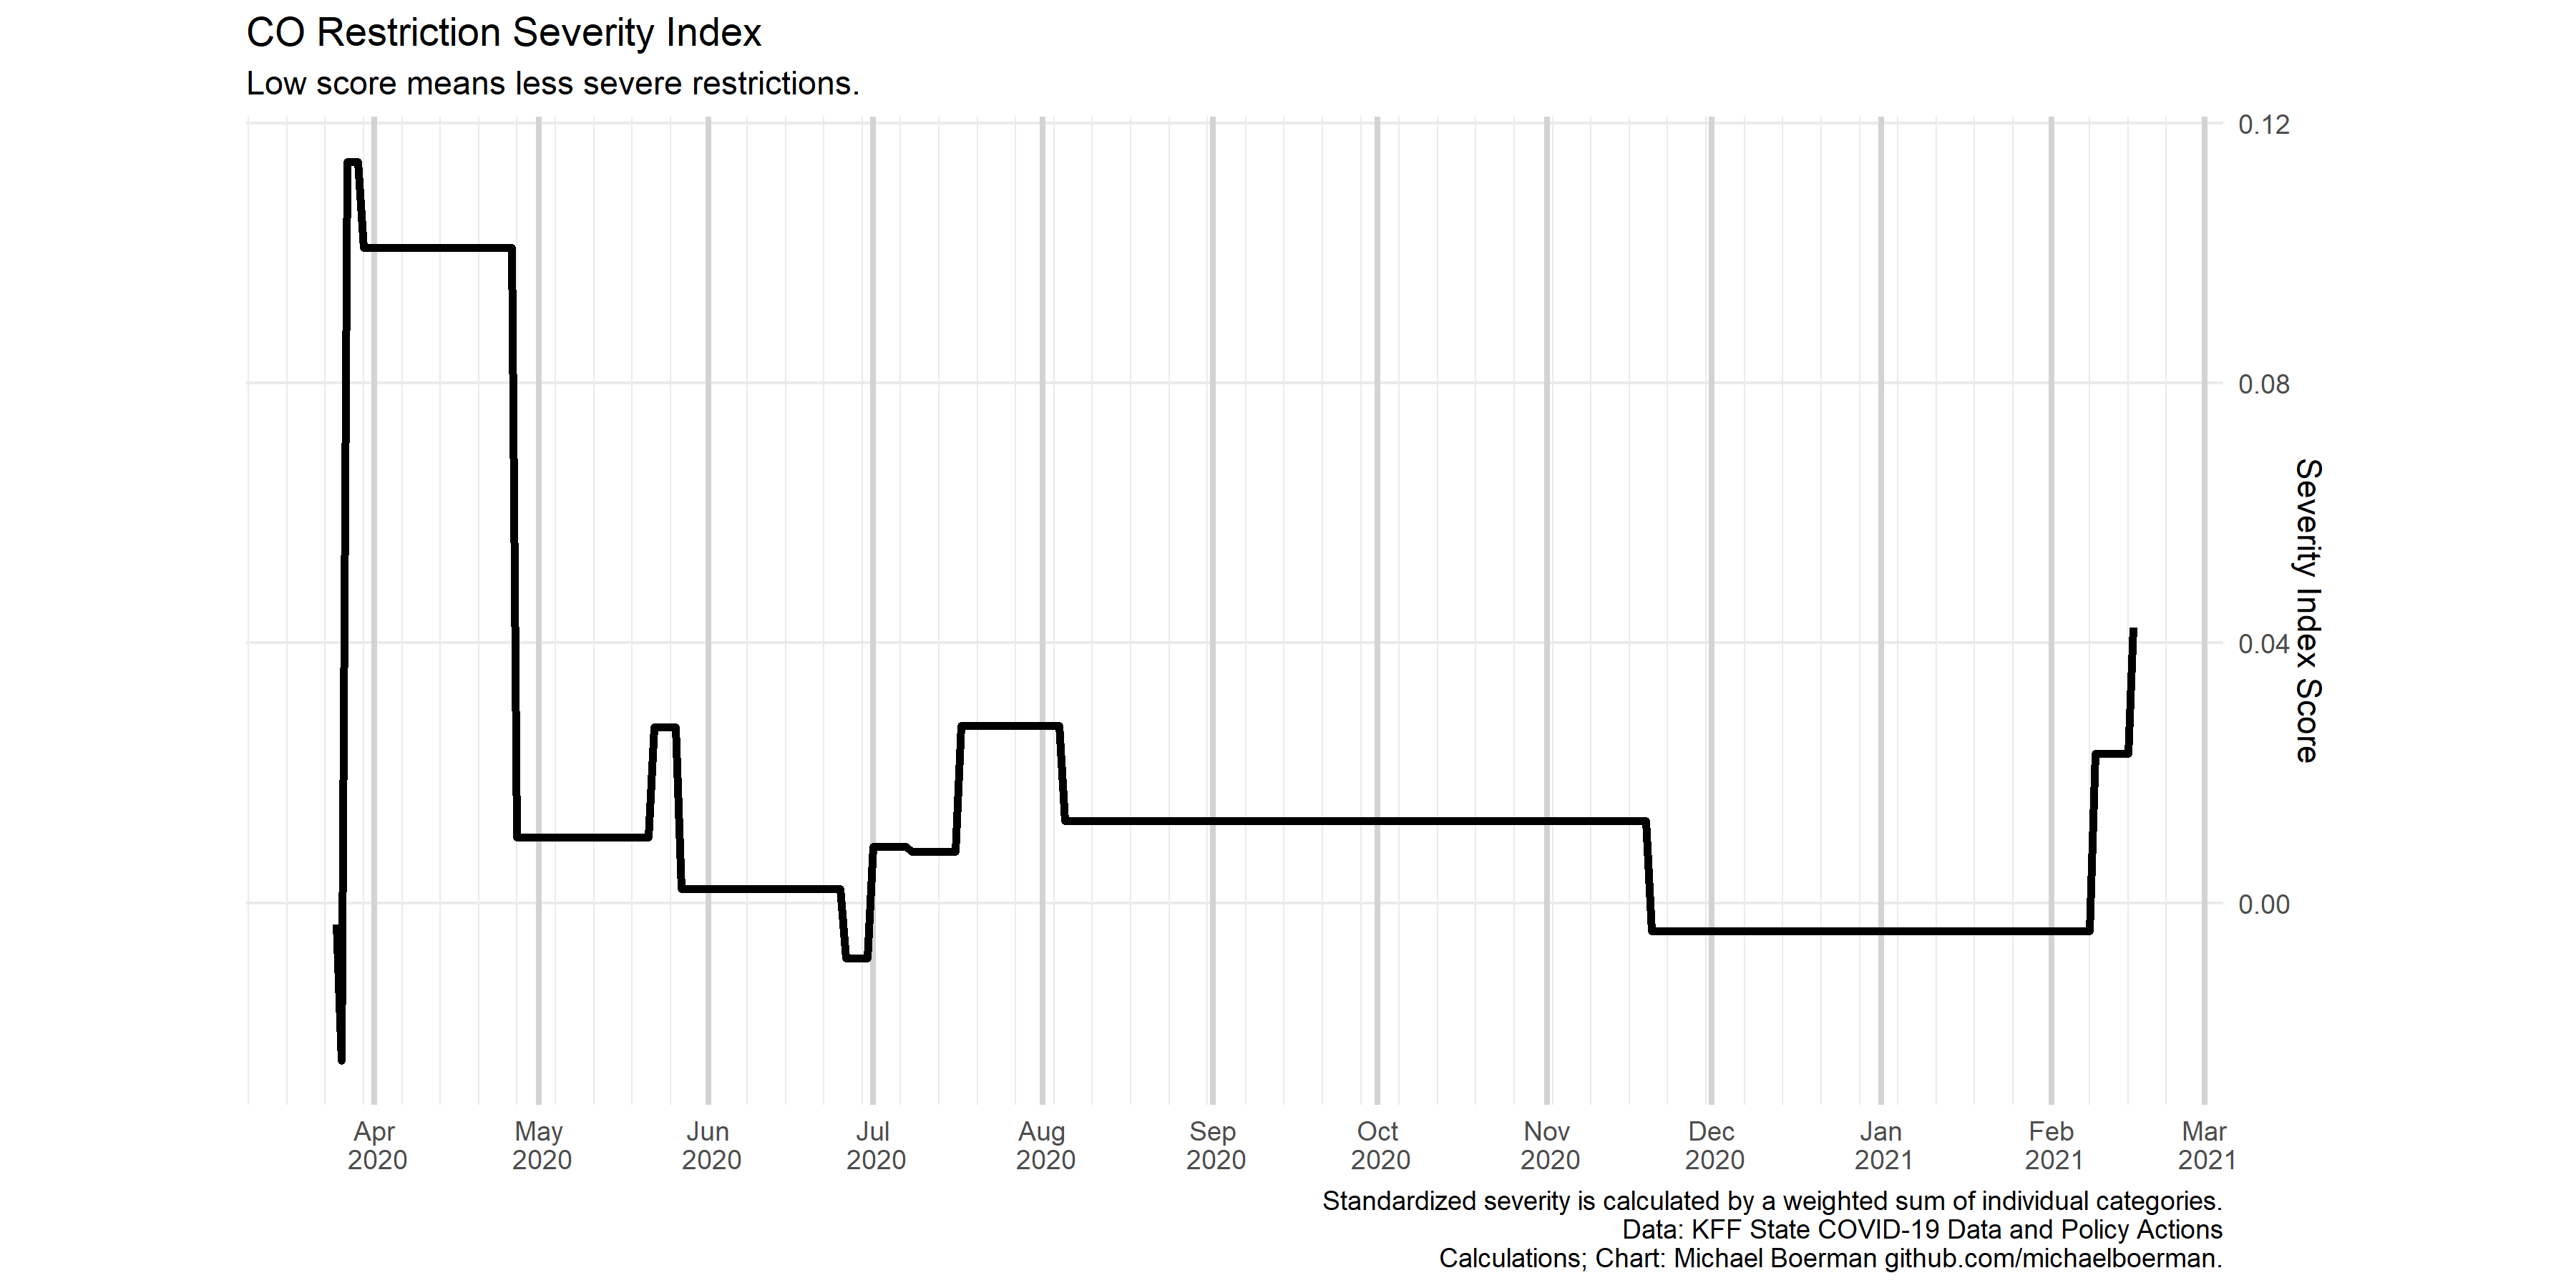 CO Restriction Severity Index
Low score means less severe restrictions.
0.12
0.08
0.04
0.00
Severity Index Score
Apr 2020
May 2020
Jun 2020
Jul 2020
Aug 2020
Sep 2020
Oct 2020
Nov 2020
Dec 2020
Jan 2021
Feb 2021
Mar 2021
Standardized severity is calculated by a weighted sum of individual categories.
Data: KFF State COVID-19 Data and Policy Actions
Calculations; Chart: Michael Boerman github.com/michaelboerman.